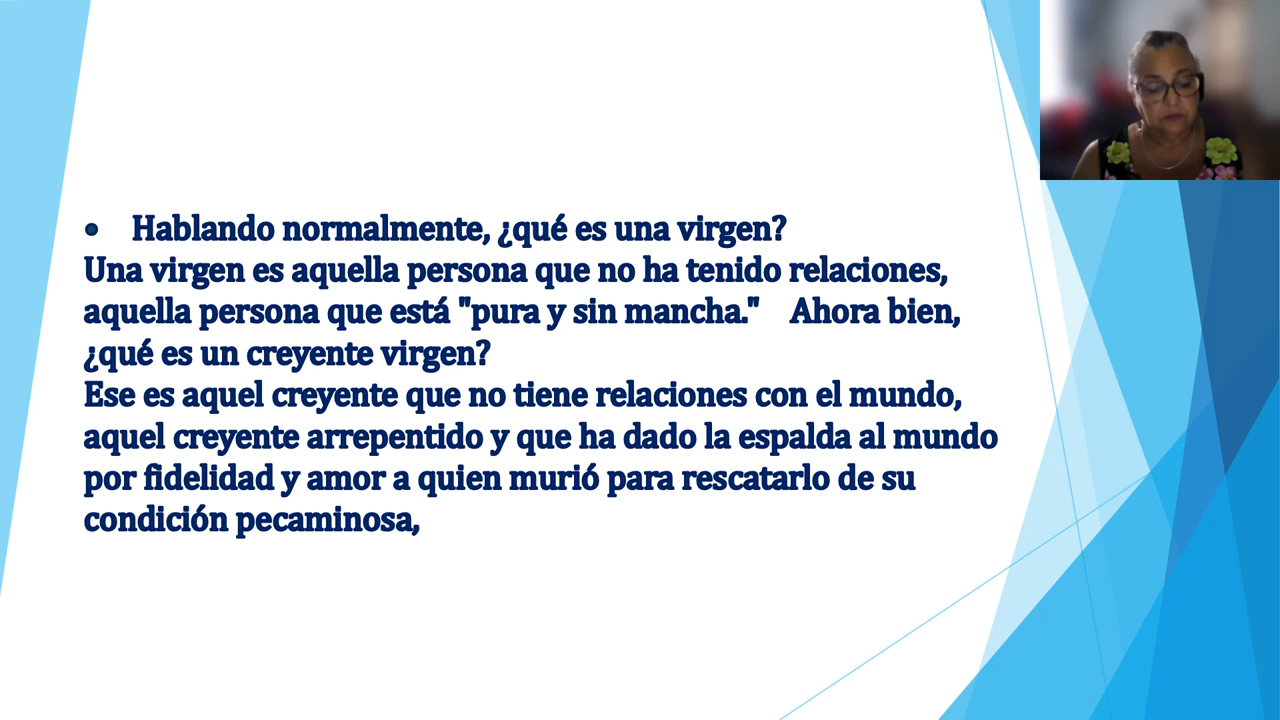 • Hablando normalmente, ¿qué es una virgen?
Una virgen es aquella persona que no ha tenido relaciones,
aquella persona que está "pura y sin mancha." Ahora bien,
¿qué es un creyente virgen?
Ese es aquel creyente que no tiene relaciones con el mundo,
aquel creyente arrepentido y que ha dado la espalda al mundo
por fidelidad y amor a quien murió para rescatarlo de su
condición pecaminosa,